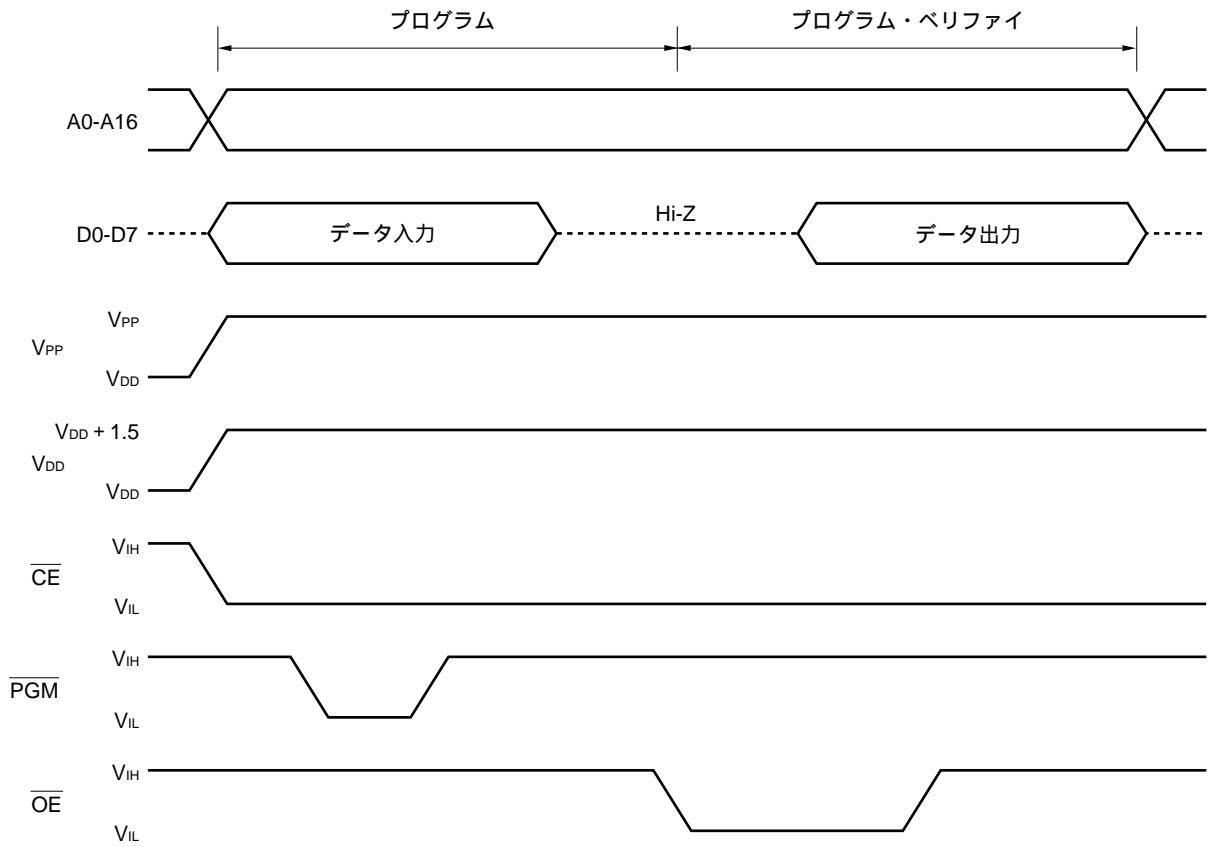 プログラム
プログラム・ベリファイ
A0-A16
D0-D7
データ入力
Hi-Z
データ出力
VPP
VPP
VDD
VDD + 1.5
VDD
VDD
VIH
CE
VIL
VIH
PGM
VIL
VIH
OE
VIL